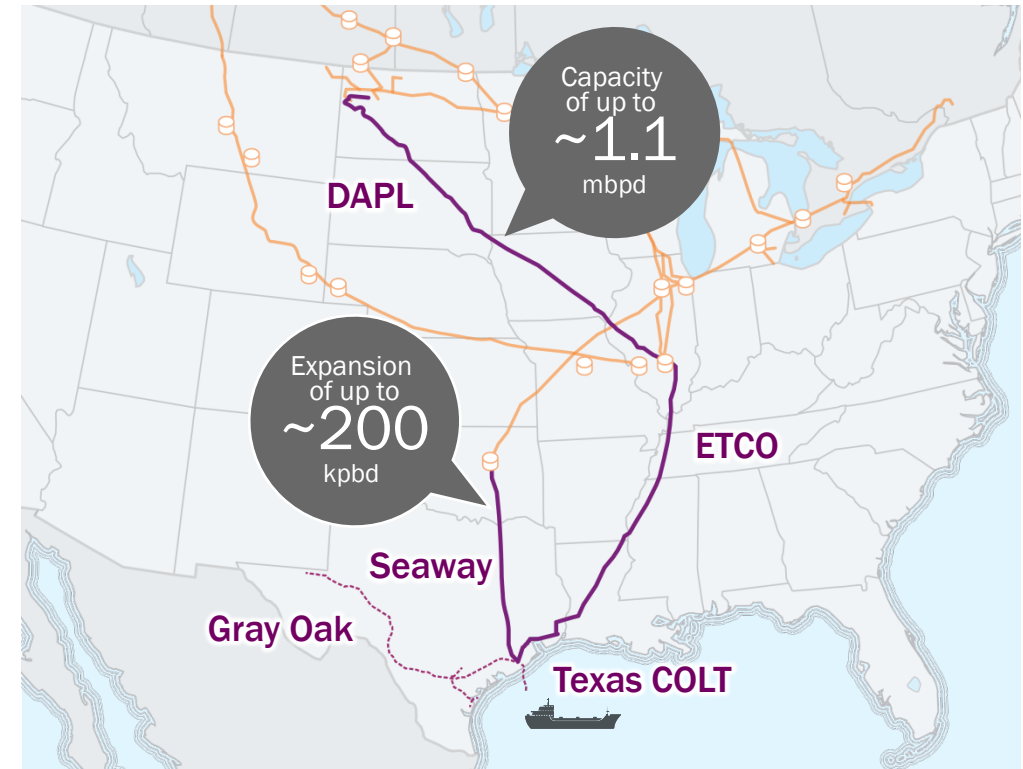 Capacity
of up to
~1.1
mbpd
DAPL
Expansion
of up to
~200
kpbd
ETCO
Seaway
Gray Oak
Texas COLT